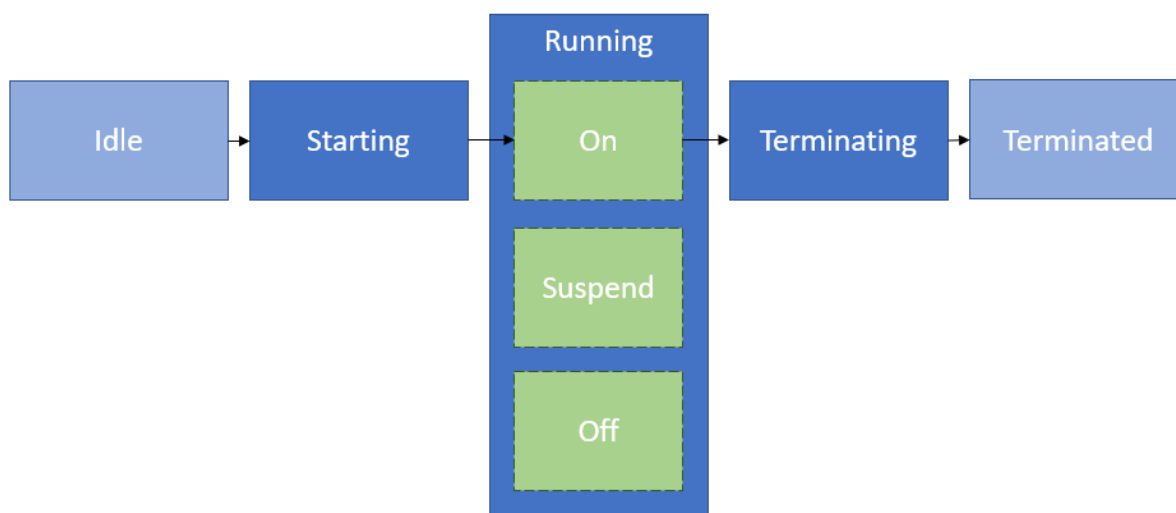 Running
Idle
Starting
On
Terminating
Terminated
Suspend
Off